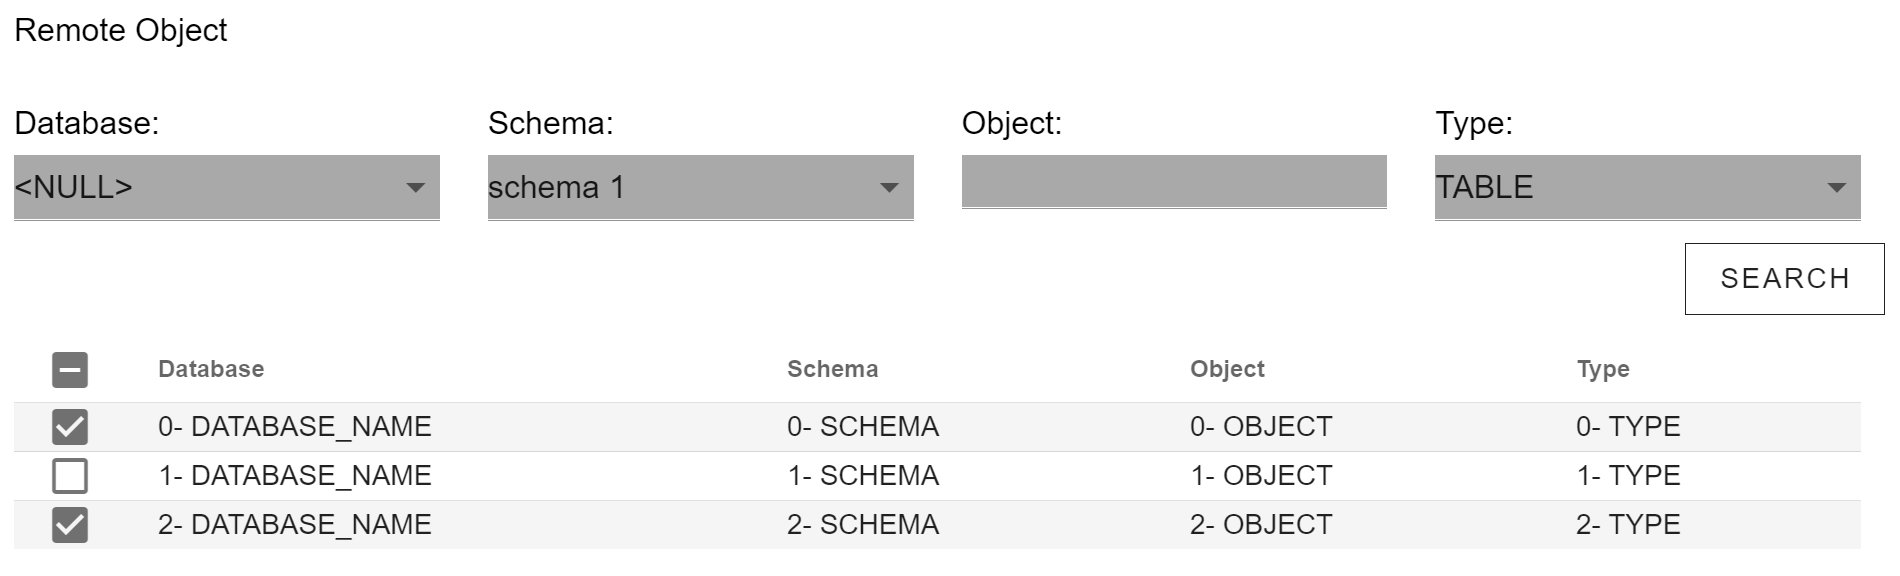 Remote Object
Database: Schema: Object: Type:
<NULL> schema 1 TABLE
SEARCH
Database Schema Object Type
0- DATABASE_NAME 0- SCHEMA 0- OBJECT 0- TYPE
1- DATABASE_NAME 1- SCHEMA 1- OBJECT 1- TYPE
2- DATABASE_NAME 2- SCHEMA 2- OBJECT 2- TYPE